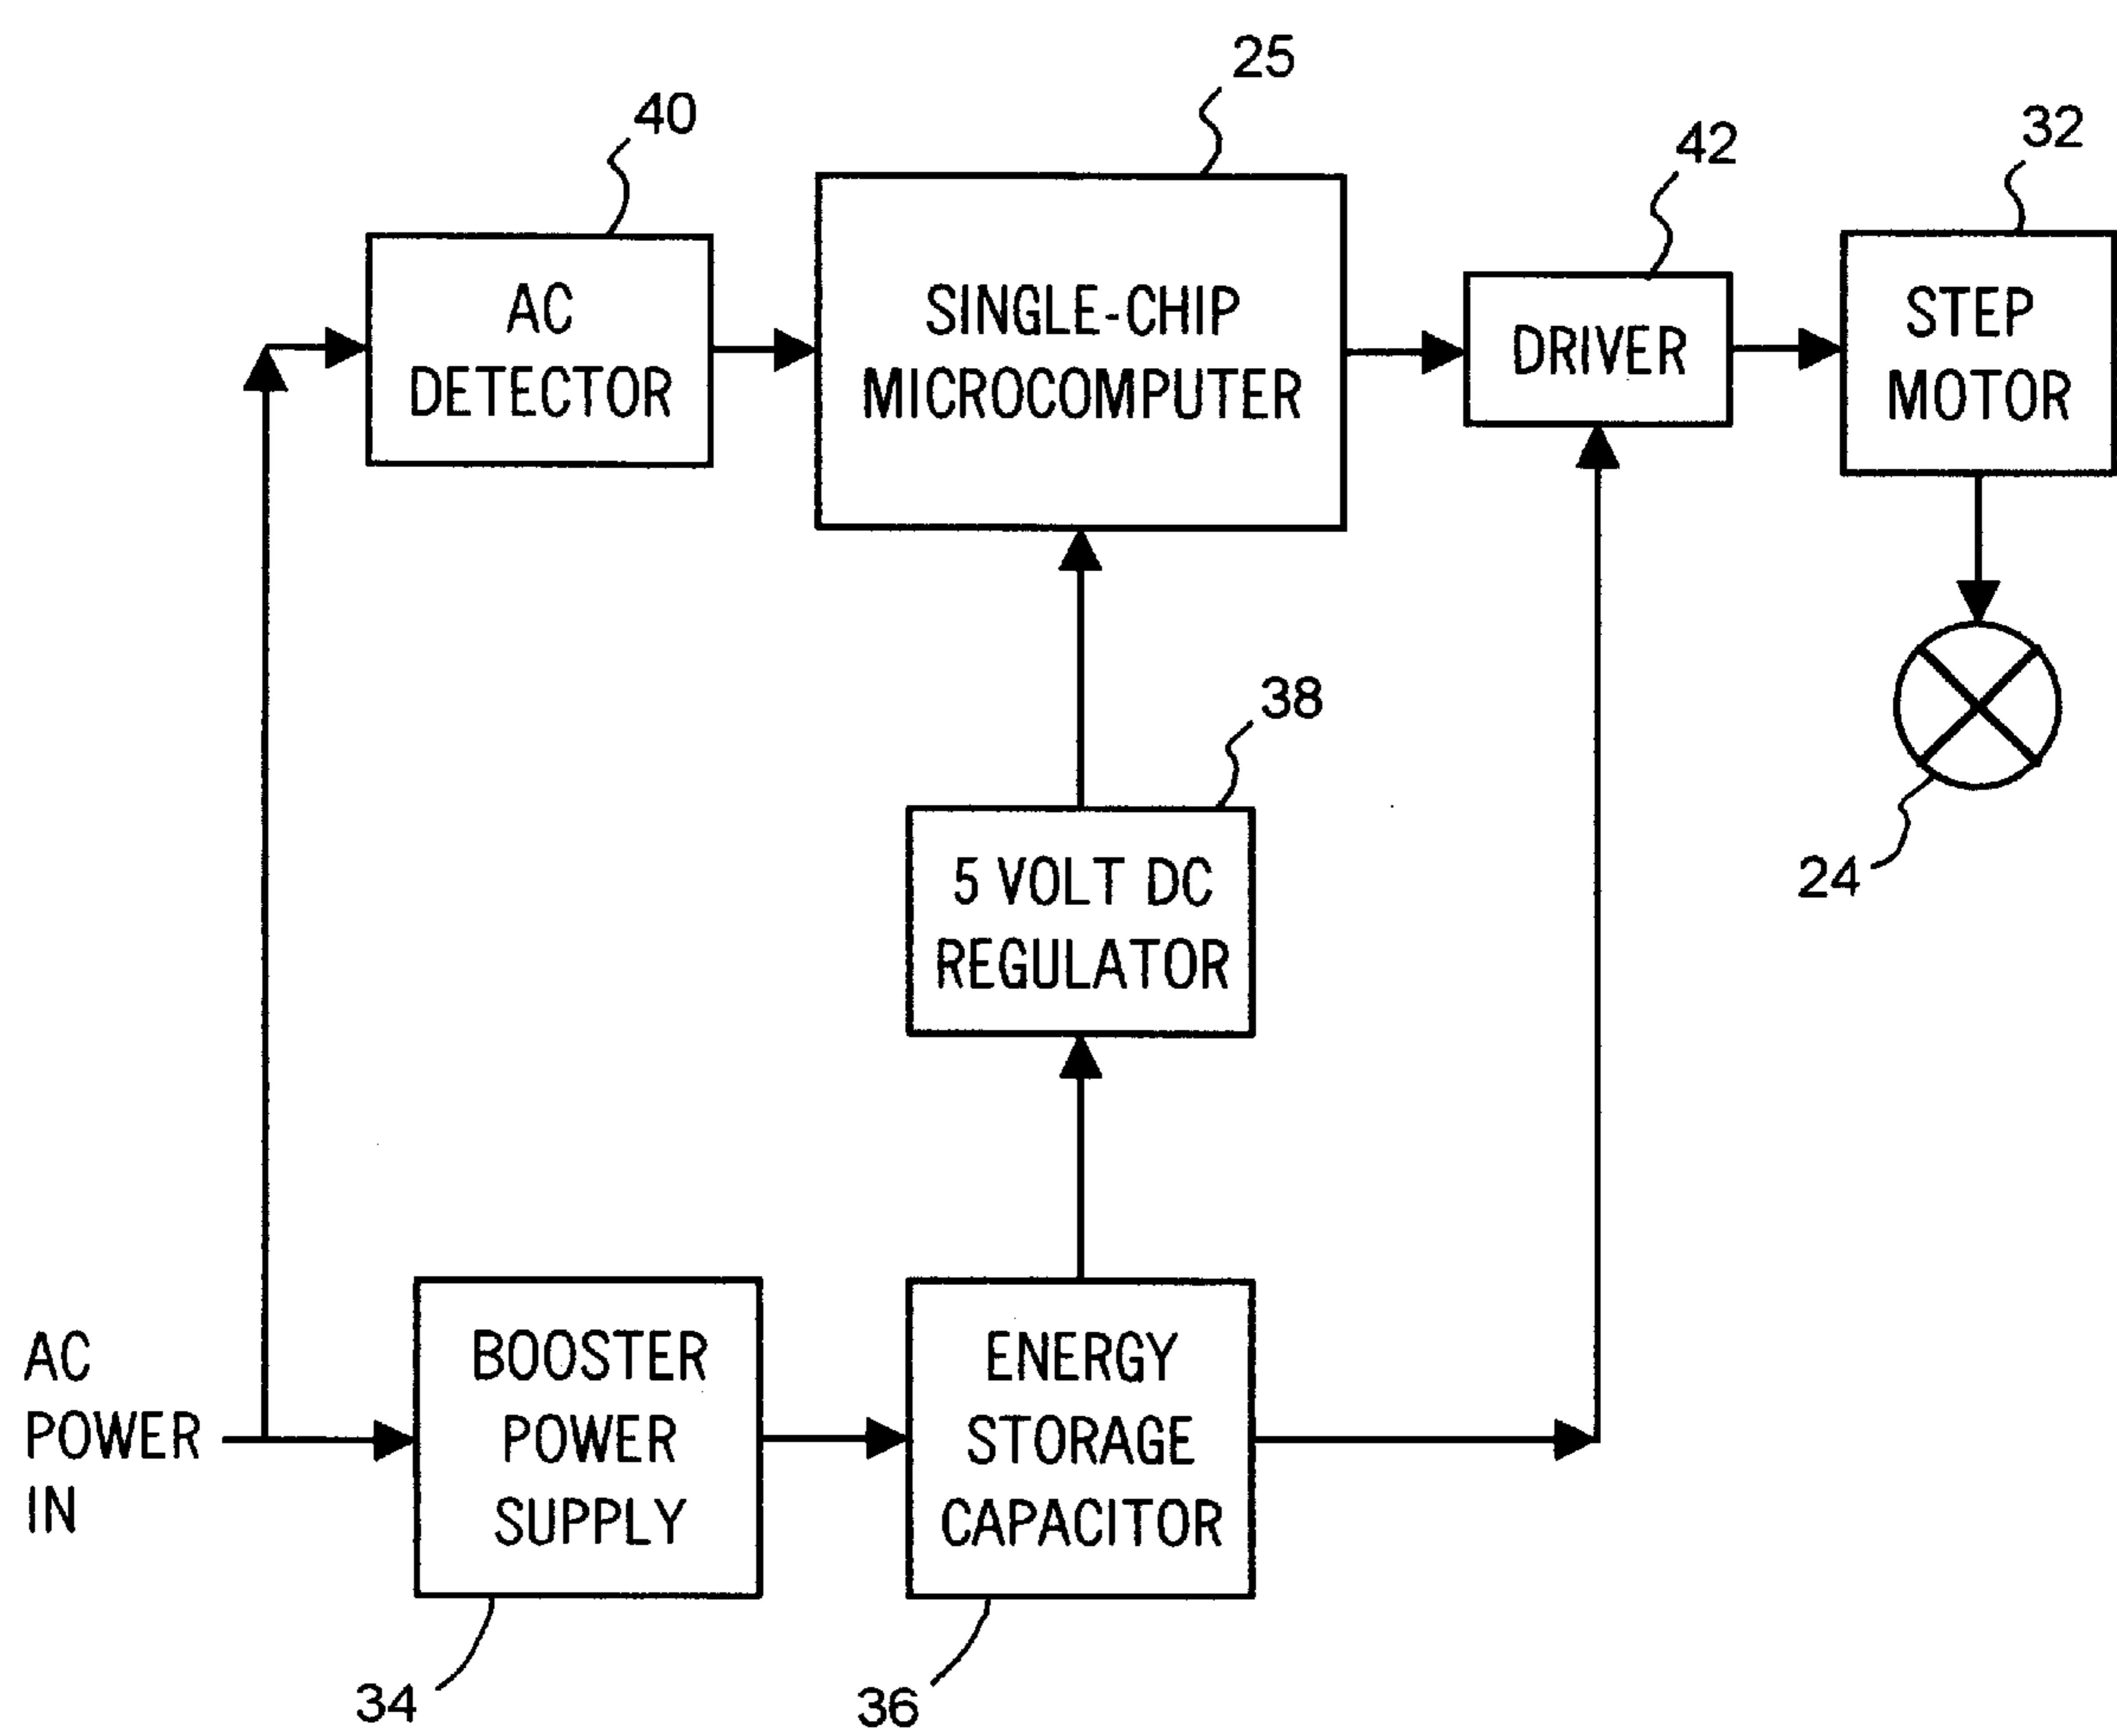 25
40
32
42
AC
DETECTOR
SINGLE-CHIP
MICROCOMPUTER
DRIVER
STEP
MOTOR
38
5 VOLT DC
REGULATOR
24
AC
POWER
IN
BOOSTER
POWER
SUPPLY
ENERGY
STORAGE
CAPACITOR
34
36